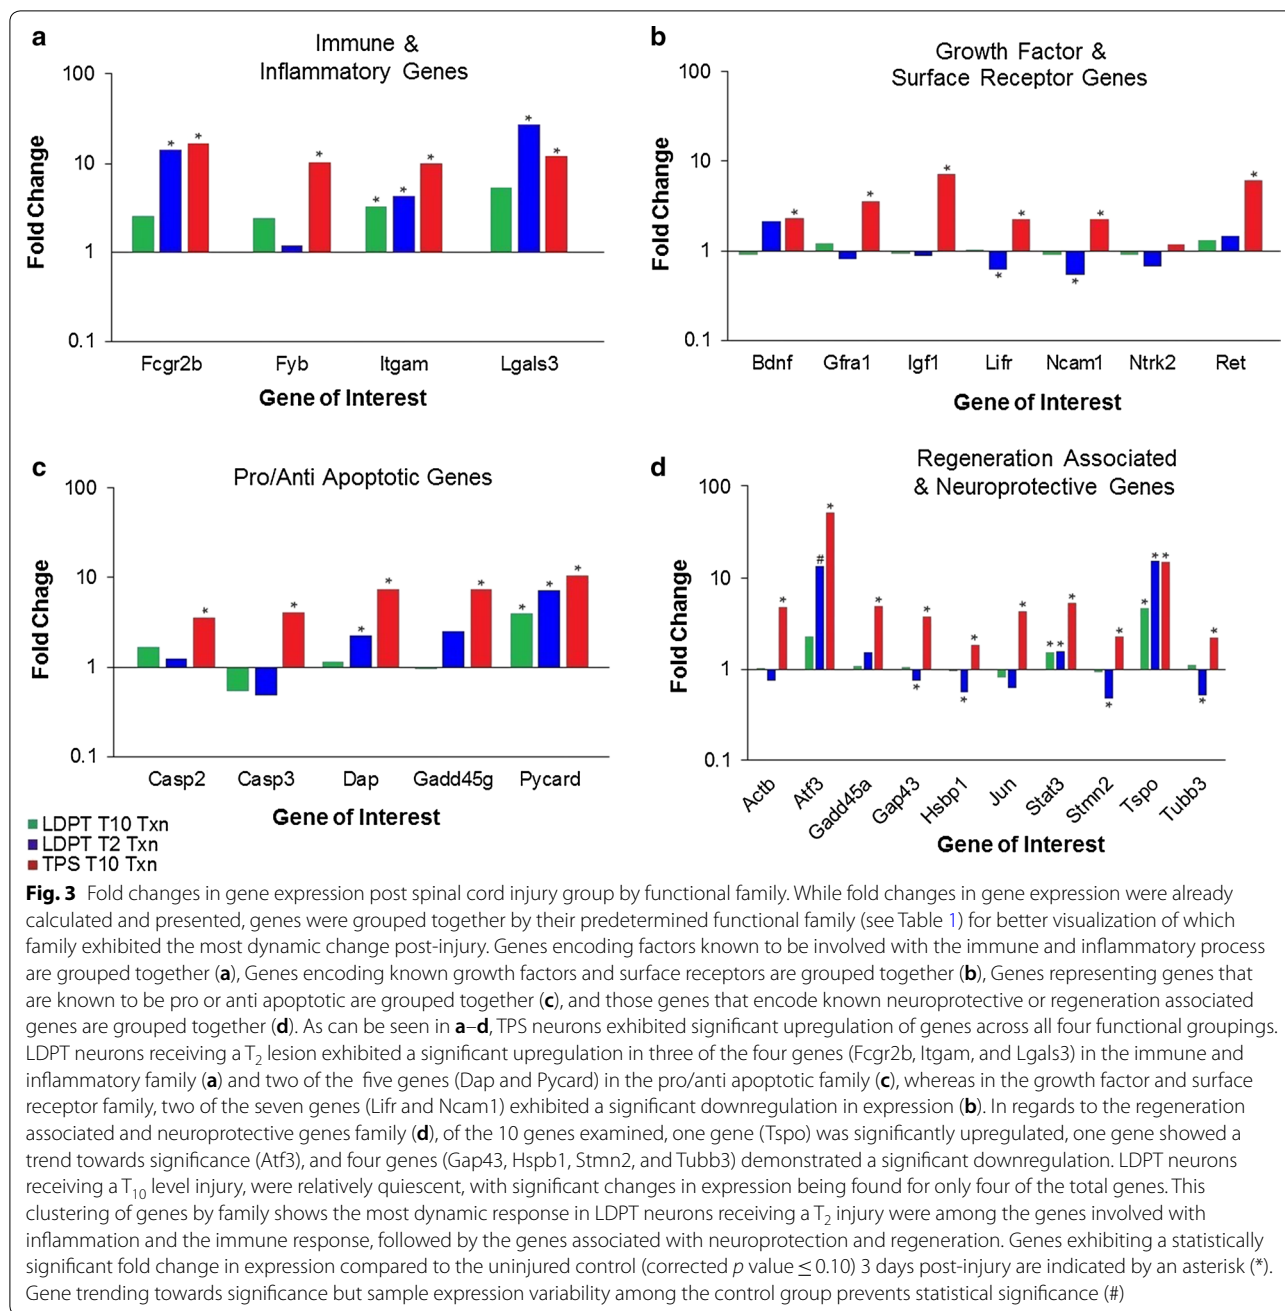 a
Immune &
Inflammatory Genes
100
10
1
0.1
Fold Change
* * * * * * * *
Fcgr2b Fyb Itgam Lgals3
Gene of Interest
b
Growth Factor &
Surface Receptor Genes
100
10
1
0.1
Fold Change
* * * * * * * *
Bdnf Gfra1 Igf1 Lifr Ncam1 Ntrk2 Ret
Gene of Interest
c
Pro/Anti Apoptotic Genes
100
10
1
0.1
Fold Chage
* * * * * * * *
Casp2 Casp3 Dap Gadd45g Pycard
Gene of Interest
d
Regeneration Associated
& Neuroprotective Genes
100
10
1
0.1
Fold Change
* # * * * * * * * * * * * * * * * * *
Actb Atf3 Gadd45a Gap43 Hsbp1 Jun Stat3 Stmn2 Tspo Tubb3
Gene of Interest
LDPT T10 Txn
LDPT T2 Txn
TPS T10 Txn
Fig. 3 Fold changes in gene expression post spinal cord injury group by functional family. While fold changes in gene expression were already
calculated and presented, genes were grouped together by their predetermined functional family (see Table 1) for better visualization of which
family exhibited the most dynamic change post-injury. Genes encoding factors known to be involved with the immune and inflammatory process
are grouped together (a), Genes encoding known growth factors and surface receptors are grouped together (b), Genes representing genes that
are known to be pro or anti apoptotic are grouped together (c), and those genes that encode known neuroprotective or regeneration associated
genes are grouped together (d). As can be seen in a–d, TPS neurons exhibited significant upregulation of genes across all four functional groupings.
LDPT neurons receiving a T2 lesion exhibited a significant upregulation in three of the four genes (Fcgr2b, Itgam, and Lgals3) in the immune and
inflammatory family (a) and two of the five genes (Dap and Pycard) in the pro/anti apoptotic family (c), whereas in the growth factor and surface
receptor family, two of the seven genes (Lifr and Ncam1) exhibited a significant downregulation in expression (b). In regards to the regeneration
associated and neuroprotective genes family (d), of the 10 genes examined, one gene (Tspo) was significantly upregulated, one gene showed a
trend towards significance (Atf3), and four genes (Gap43, Hspb1, Stmn2, and Tubb3) demonstrated a significant downregulation. LDPT neurons
receiving a T10 level injury, were relatively quiescent, with significant changes in expression being found for only four of the total genes. This
clustering of genes by family shows the most dynamic response in LDPT neurons receiving a T2 injury were among the genes involved with
inflammation and the immune response, followed by the genes associated with neuroprotection and regeneration. Genes exhibiting a statistically
significant fold change in expression compared to the uninjured control (corrected p value ≤ 0.10) 3 days post-injury are indicated by an asterisk (*).
Gene trending towards significance but sample expression variability among the control group prevents statistical significance (#)